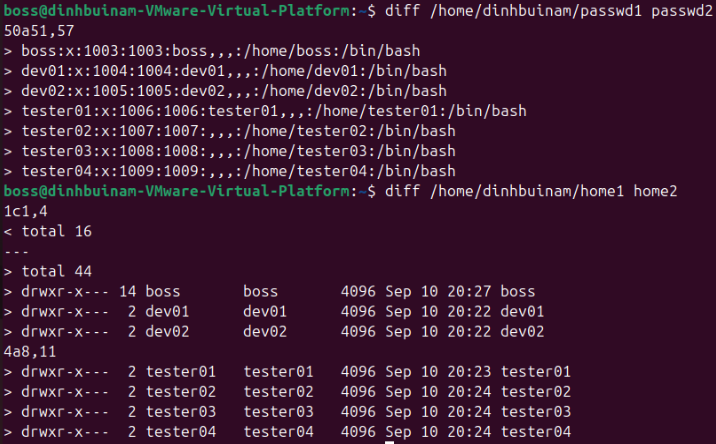 boss@dinhbuinam-VMware-Virtual-Platform:~$ diff /home/dinhbuinam/passwd1 passwd2
50a51,57
> boss:x:1003:1003:boss,,,:/home/boss:/bin/bash
> dev01:x:1004:1004:dev01,,,:/home/dev01:/bin/bash
> dev02:x:1005:1005:dev02,,,:/home/dev02:/bin/bash
> tester01:x:1006:1006:tester01,,,:/home/tester01:/bin/bash
> tester02:x:1007:1007:,,,:/home/tester02:/bin/bash
> tester03:x:1008:1008:,,,:/home/tester03:/bin/bash
> tester04:x:1009:1009:,,,:/home/tester04:/bin/bash
boss@dinhbuinam-VMware-Virtual-Platform:~$ diff /home/dinhbuinam/home1 home2
1c1,4
< total 16
---
> total 44
> drwxr-x--- 14 boss       boss       4096 Sep 10 20:27 boss
> drwxr-x---  2 dev01      dev01      4096 Sep 10 20:22 dev01
> drwxr-x---  2 dev02      dev02      4096 Sep 10 20:22 dev02
4a8,11
> drwxr-x---  2 tester01   tester01   4096 Sep 10 20:23 tester01
> drwxr-x---  2 tester02   tester02   4096 Sep 10 20:24 tester02
> drwxr-x---  2 tester03   tester03   4096 Sep 10 20:24 tester03
> drwxr-x---  2 tester04   tester04   4096 Sep 10 20:24 tester04